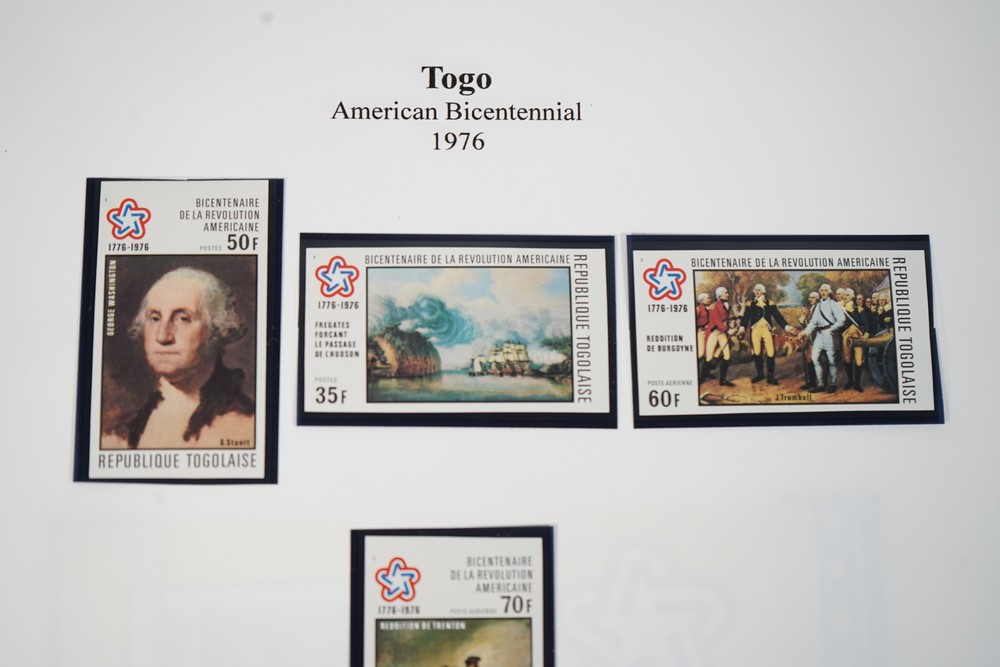 Togo
American Bicentennial
1976
BICENTENAIRE
DE LA REVOLUTION
AMERICAINE
1776-1976
POSTES 50F
GEORGE WASHINGTON
G.Stuart
REPUBLIQUE TOGOLAISE
BICENTENAIRE DE LA REVOLUTION AMERICAINE
REPUBLIQUE TOGOLAISE
1776-1976
FREGATES
FORCANT
LE PASSAGE
DE L'HUDSON
POSTES
35F
BICENTENAIRE DE LA REVOLUTION AMERICAINE
REPUBLIQUE TOGOLAISE
1776-1976
REDDITION
DE BURGOYNE
POSTE AERIENNE
60F
J.Trumbull
BICENTENAIRE
DE LA REVOLUTION
AMERICAINE
1776-1976
POSTE AERIENNE 70F
REDDITION DE TRENTON